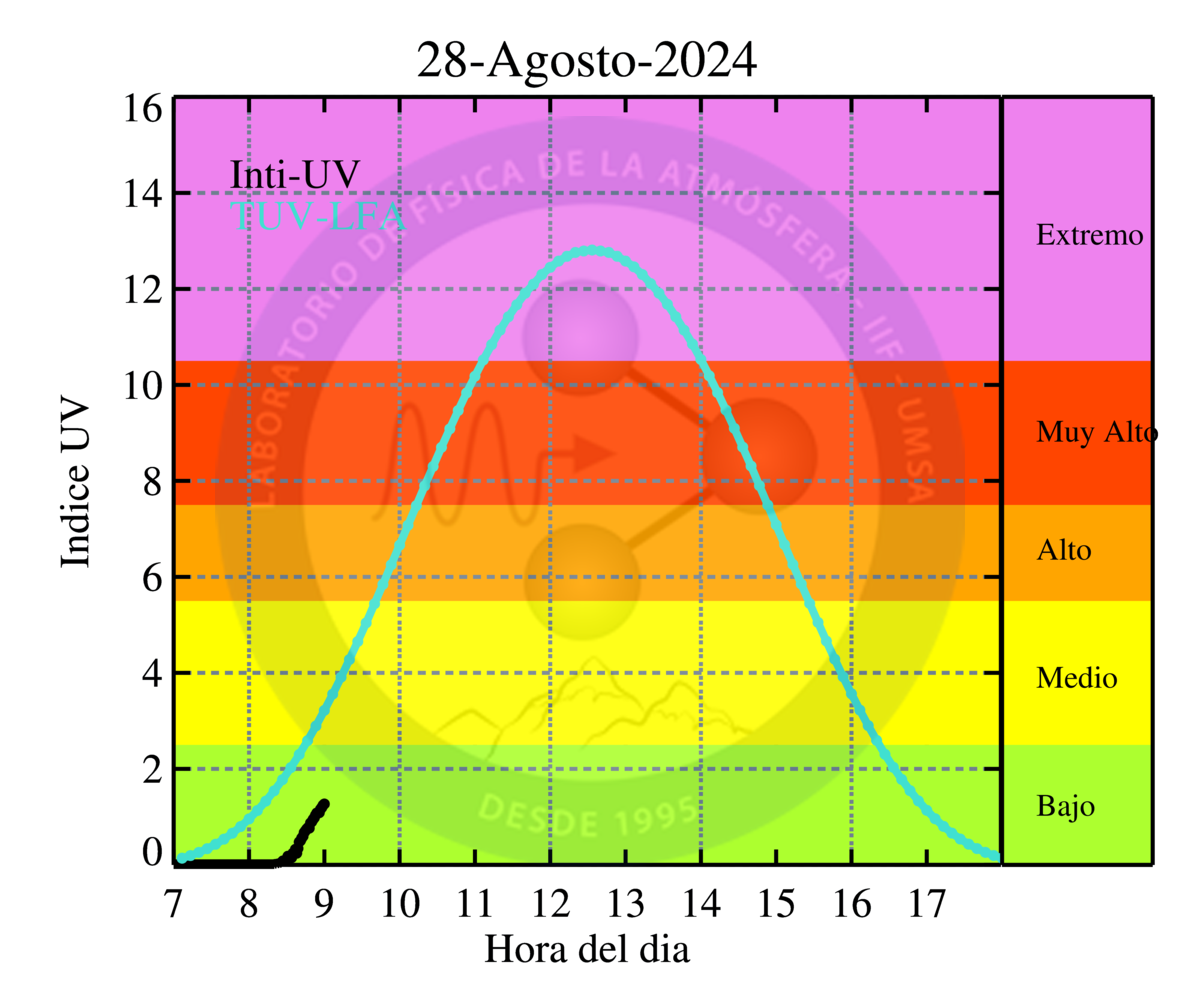 28-Agosto-2024
16
14
12
10
8
6
4
2
0
Indice UV
Inti-UV
TUV-LFA
LABORATORIO DE FÍSICA DE LA ATMÓSFERA - IIF - UMSA
DESDE 1995
Extremo
Muy Alto
Alto
Medio
Bajo
7 8 9 10 11 12 13 14 15 16 17
Hora del dia